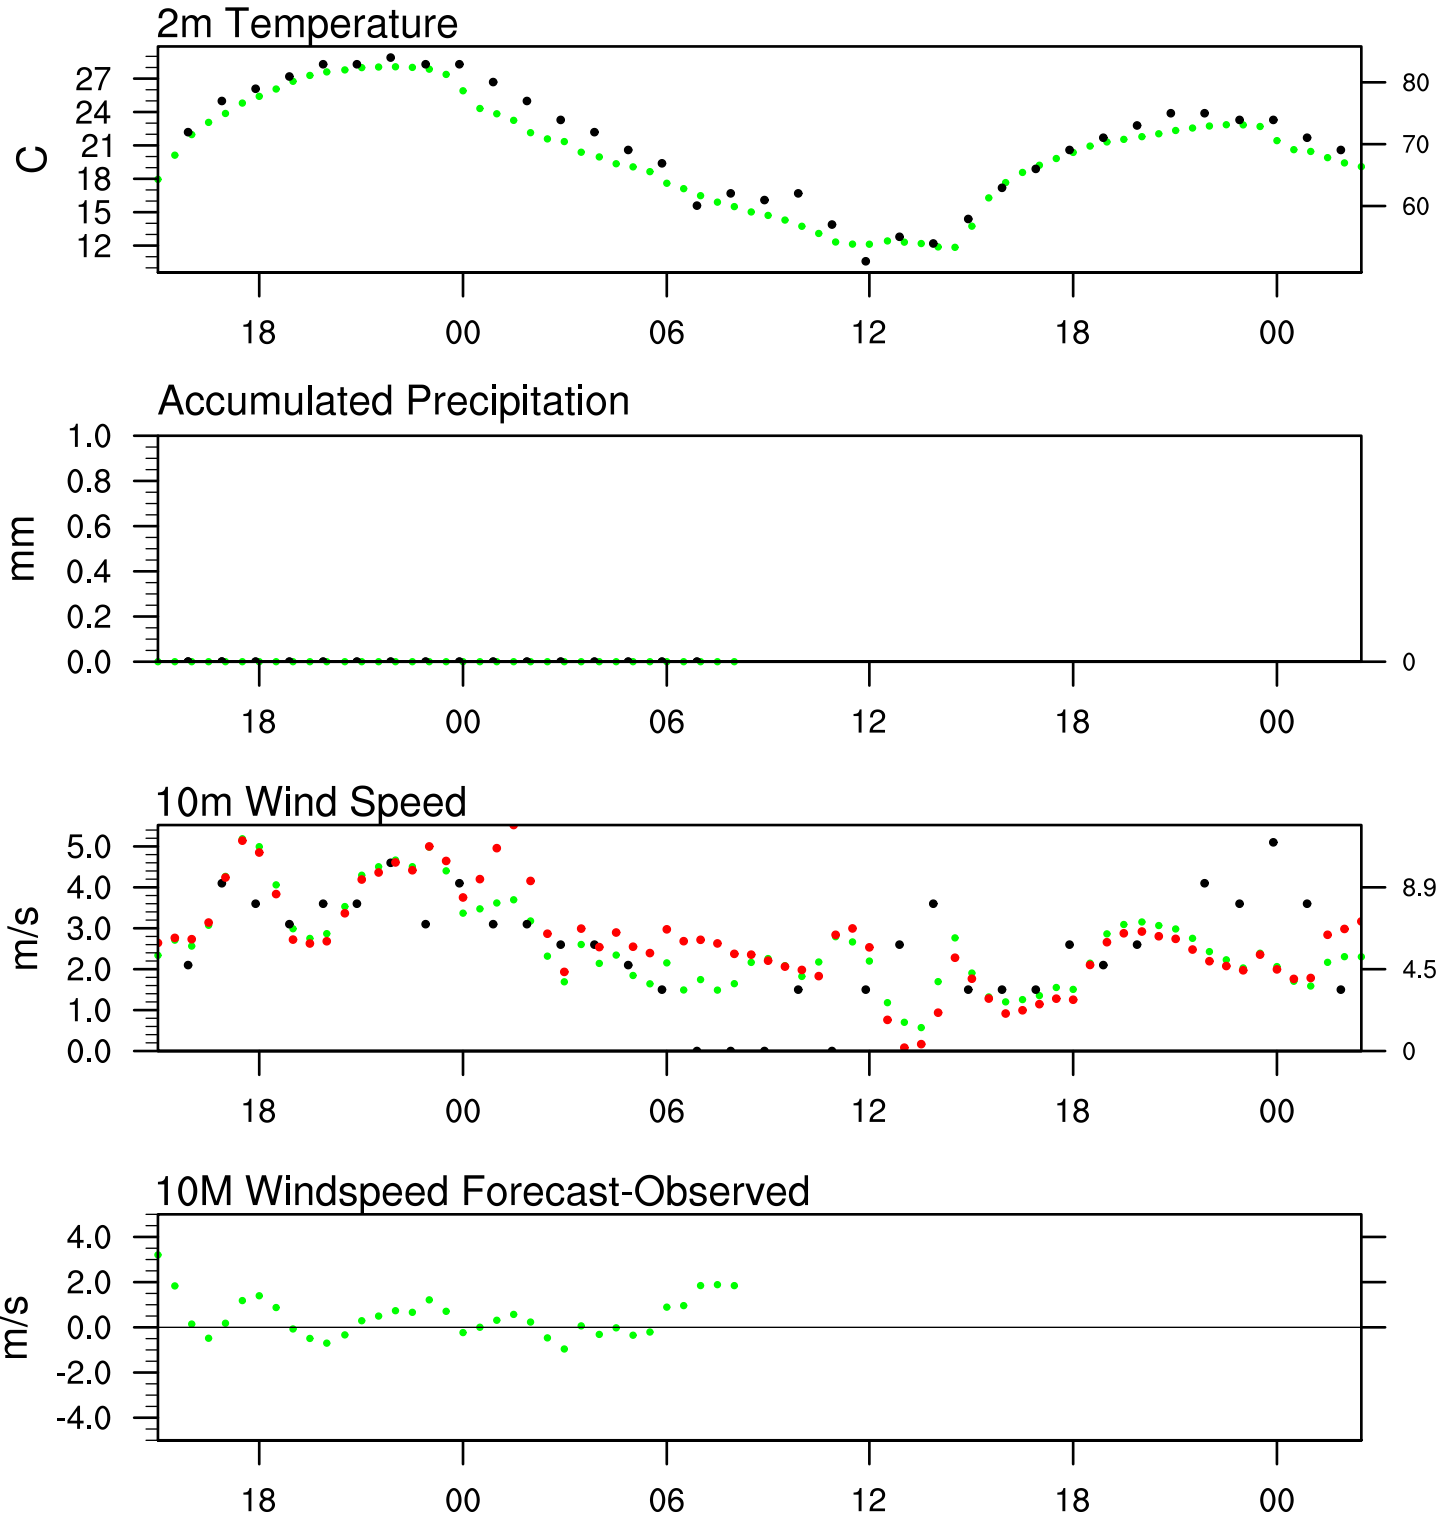 2m Temperature
27
24
21
18
15
12
C
80
70
60
18 00 06 12 18 00
Accumulated Precipitation
1.0
0.8
0.6
0.4
0.2
0.0
mm
0
18 00 06 12 18 00
10m Wind Speed
5.0
4.0
3.0
2.0
1.0
0.0
m/s
8.9
4.5
0
18 00 06 12 18 00
10M Windspeed Forecast-Observed
4.0
2.0
0.0
-2.0
-4.0
m/s
18 00 06 12 18 00